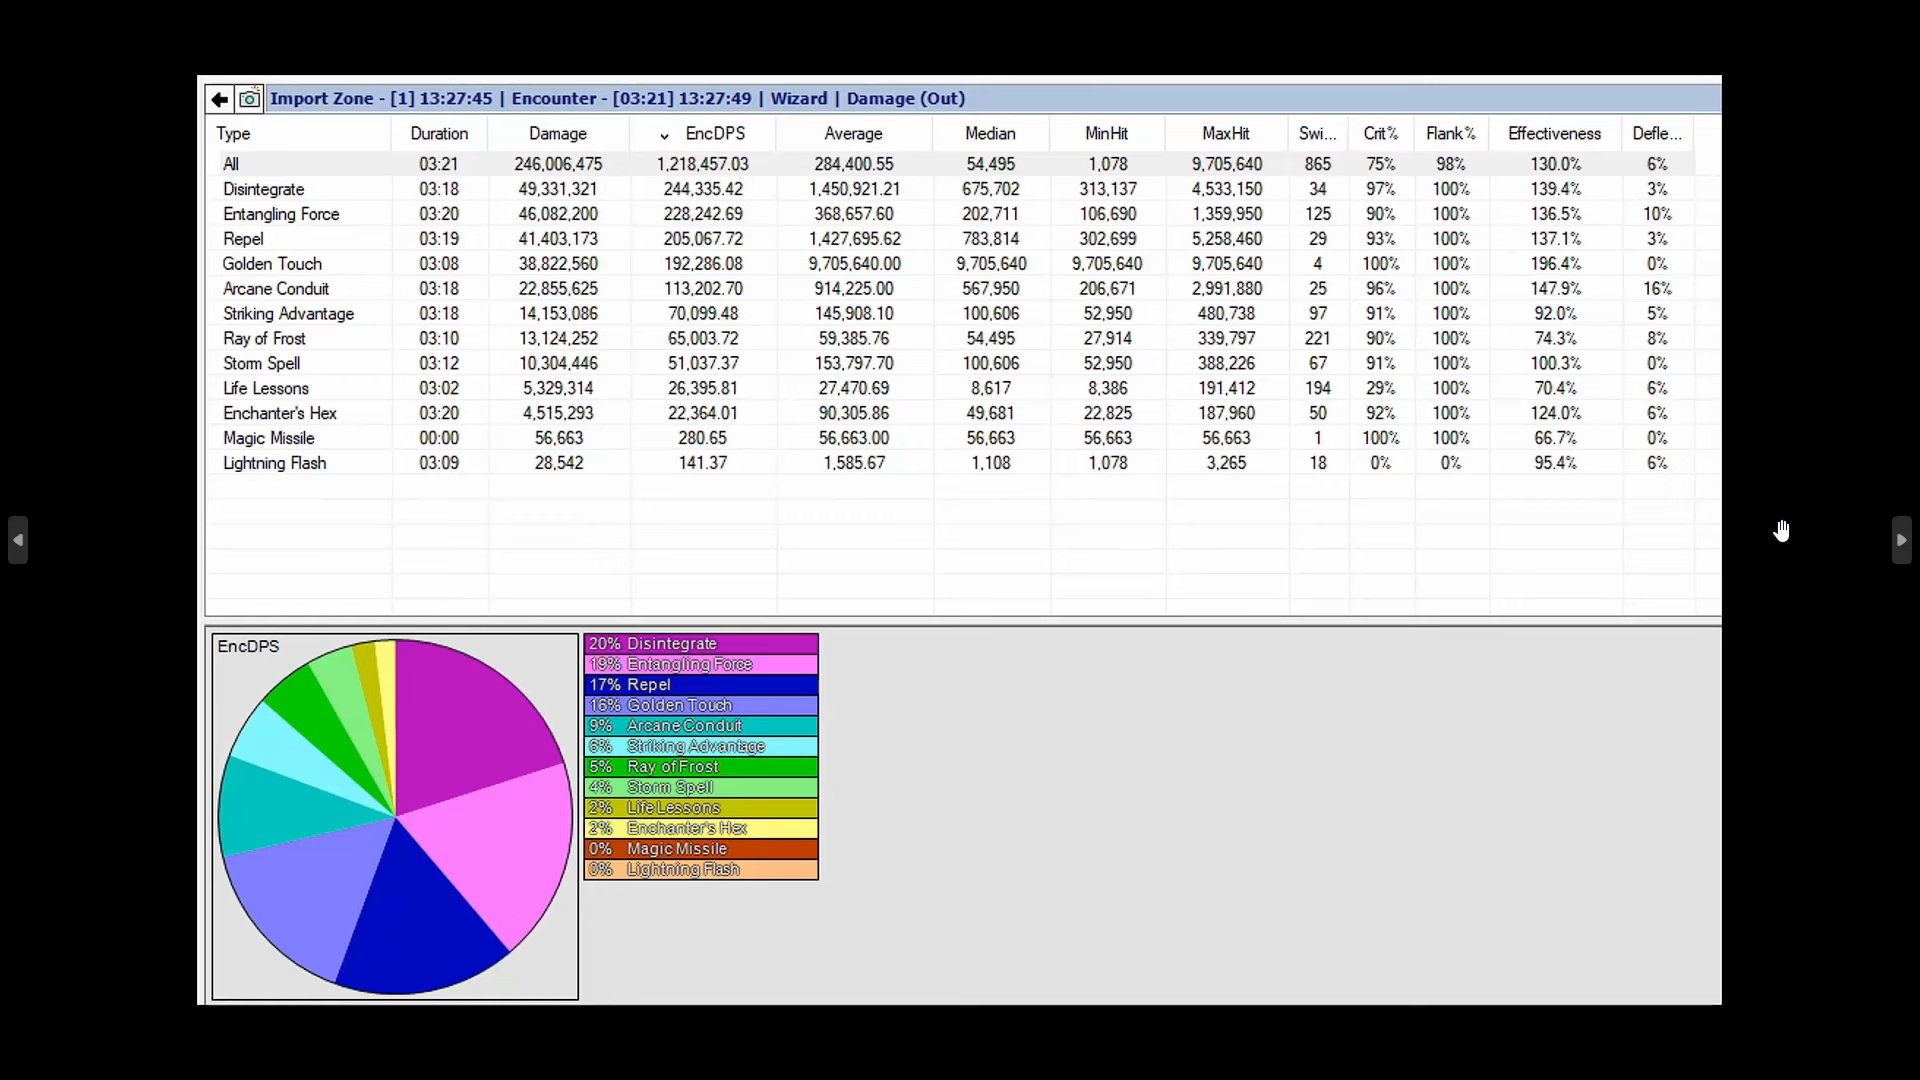 Import Zone - [1] 13:27:45 | Encounter - [03:21] 13:27:49 | Wizard | Damage (Out)
Type Duration Damage EncDPS Average Median MinHit MaxHit Swi... Crit% Flank% Effectiveness Defle...
All 03:21 246,006,475 1,218,457.03 284,400.55 54,495 1,078 9,705,640 865 75% 98% 130.0% 6%
Disintegrate 03:18 49,331,321 244,335.42 1,450,921.21 675,702 313,137 4,533,150 34 97% 100% 139.4% 3%
Entangling Force 03:20 46,082,200 228,242.69 368,657.60 202,711 106,690 1,359,950 125 90% 100% 136.5% 10%
Repel 03:19 41,403,173 205,067.72 1,427,695.62 783,814 302,699 5,258,460 29 93% 100% 137.1% 3%
Golden Touch 03:08 38,822,560 192,286.08 9,705,640.00 9,705,640 9,705,640 9,705,640 4 100% 100% 196.4% 0%
Arcane Conduit 03:18 22,855,625 113,202.70 914,225.00 567,950 206,671 2,991,880 25 96% 100% 147.9% 16%
Striking Advantage 03:18 14,153,086 70,099.48 145,908.10 100,606 52,950 480,738 97 91% 100% 92.0% 5%
Ray of Frost 03:10 13,124,252 65,003.72 59,385.76 54,495 27,914 339,797 221 90% 100% 74.3% 8%
Storm Spell 03:12 10,304,446 51,037.37 153,797.70 100,606 52,950 388,226 67 91% 100% 100.3% 0%
Life Lessons 03:02 5,329,314 26,395.81 27,470.69 8,617 8,386 191,412 194 29% 100% 70.4% 6%
Enchanter's Hex 03:20 4,515,293 22,364.01 90,305.86 49,681 22,825 187,960 50 92% 100% 124.0% 6%
Magic Missile 00:00 56,663 280.65 56,663.00 56,663 56,663 56,663 1 100% 100% 66.7% 0%
Lightning Flash 03:09 28,542 141.37 1,585.67 1,108 1,078 3,265 18 0% 0% 95.4% 6%
EncDPS
20% Disintegrate
19% Entangling Force
17% Repel
16% Golden Touch
9% Arcane Conduit
6% Striking Advantage
5% Ray of Frost
4% Storm Spell
2% Life Lessons
2% Enchanter's Hex
0% Magic Missile
0% Lightning Flash